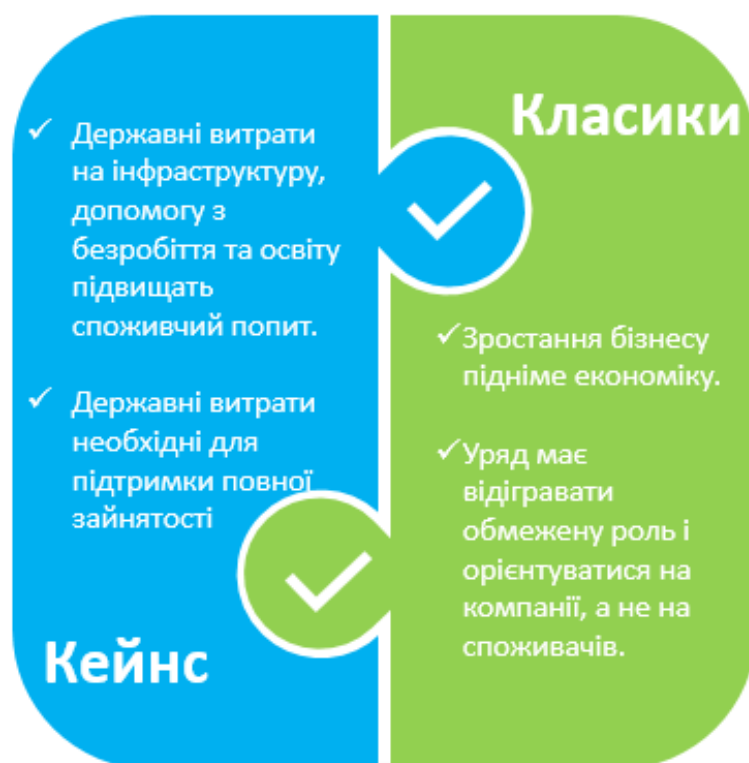 ✓ Державні витрати
на інфраструктуру,
допомогу з
безробіття та освіту
підвищать
споживчий попит.
✓ Державні витрати
необхідні для
підтримки повної
зайнятості
Кейнс
Класики
✓ Зростання бізнесу
підніме економіку.
✓ Уряд має
відігравати
обмежену роль і
орієнтуватися на
компанії, а не на
споживачів.